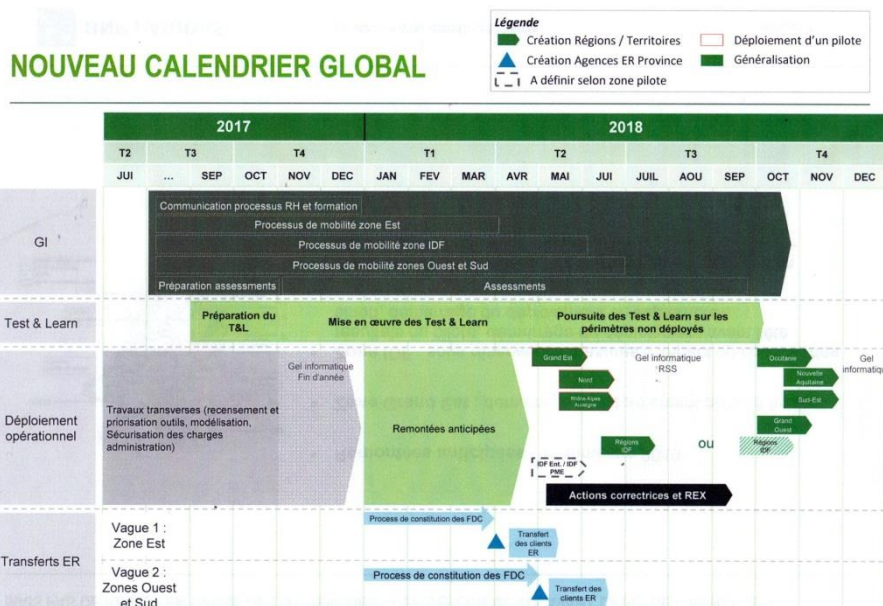 Légende
Création Régions / Territoires
Déploiement d'un pilote
Création Agences ER Province
Généralisation
A définir selon zone pilote
NOUVEAU CALENDRIER GLOBAL
2017
2018
T2
T3
T4
T1
T2
T3
T4
JUI
...
SEP
OCT
NOV
DEC
JAN
FEV
MAR
AVR
MAI
JUI
JUIL
AOU
SEP
OCT
NOV
DEC
GI
Communication processus RH et formation
Processus de mobilité zone Est
Processus de mobilité zone IDF
Processus de mobilité zones Ouest et Sud
Préparation assessments
Assessments
Test & Learn
Préparation du
T&L
Mise en œuvre des Test & Learn
Poursuite des Test & Learn sur les
périmètres non déployés
Déploiement
opérationnel
Travaux transverses (recensement et
priorisation outils, modélisation,
Sécurisation des charges
administration)
Gel informatique
Fin d'année
Remontées anticipées
Grand Est
Nord
Rhône-Alpes
Auvergne
Gel informatique
RSS
Régions
IDF
ou
Régions
IDF
IDF Ent. / IDF
PME
Actions correctrices et REX
Occitanie
Nouvelle
Aquitaine
Sud-Est
Grand
Ouest
Gel
informatique
Transferts ER
Vague 1 :
Zone Est
Process de constitution des FDC
Transfert
des clients
ER
Vague 2 :
Zones Ouest
et Sud
Process de constitution des FDC
Transfert des
clients ER